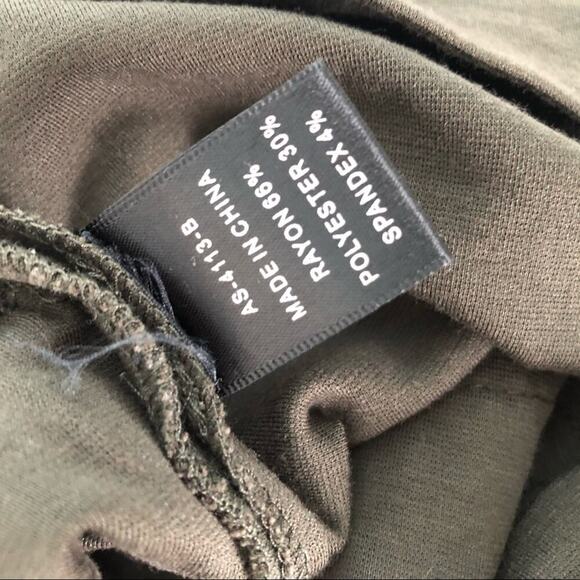 AS-4113-B
MADE IN CHINA
RAYON 66%
POLYESTER 30%
SPANDEX 4%